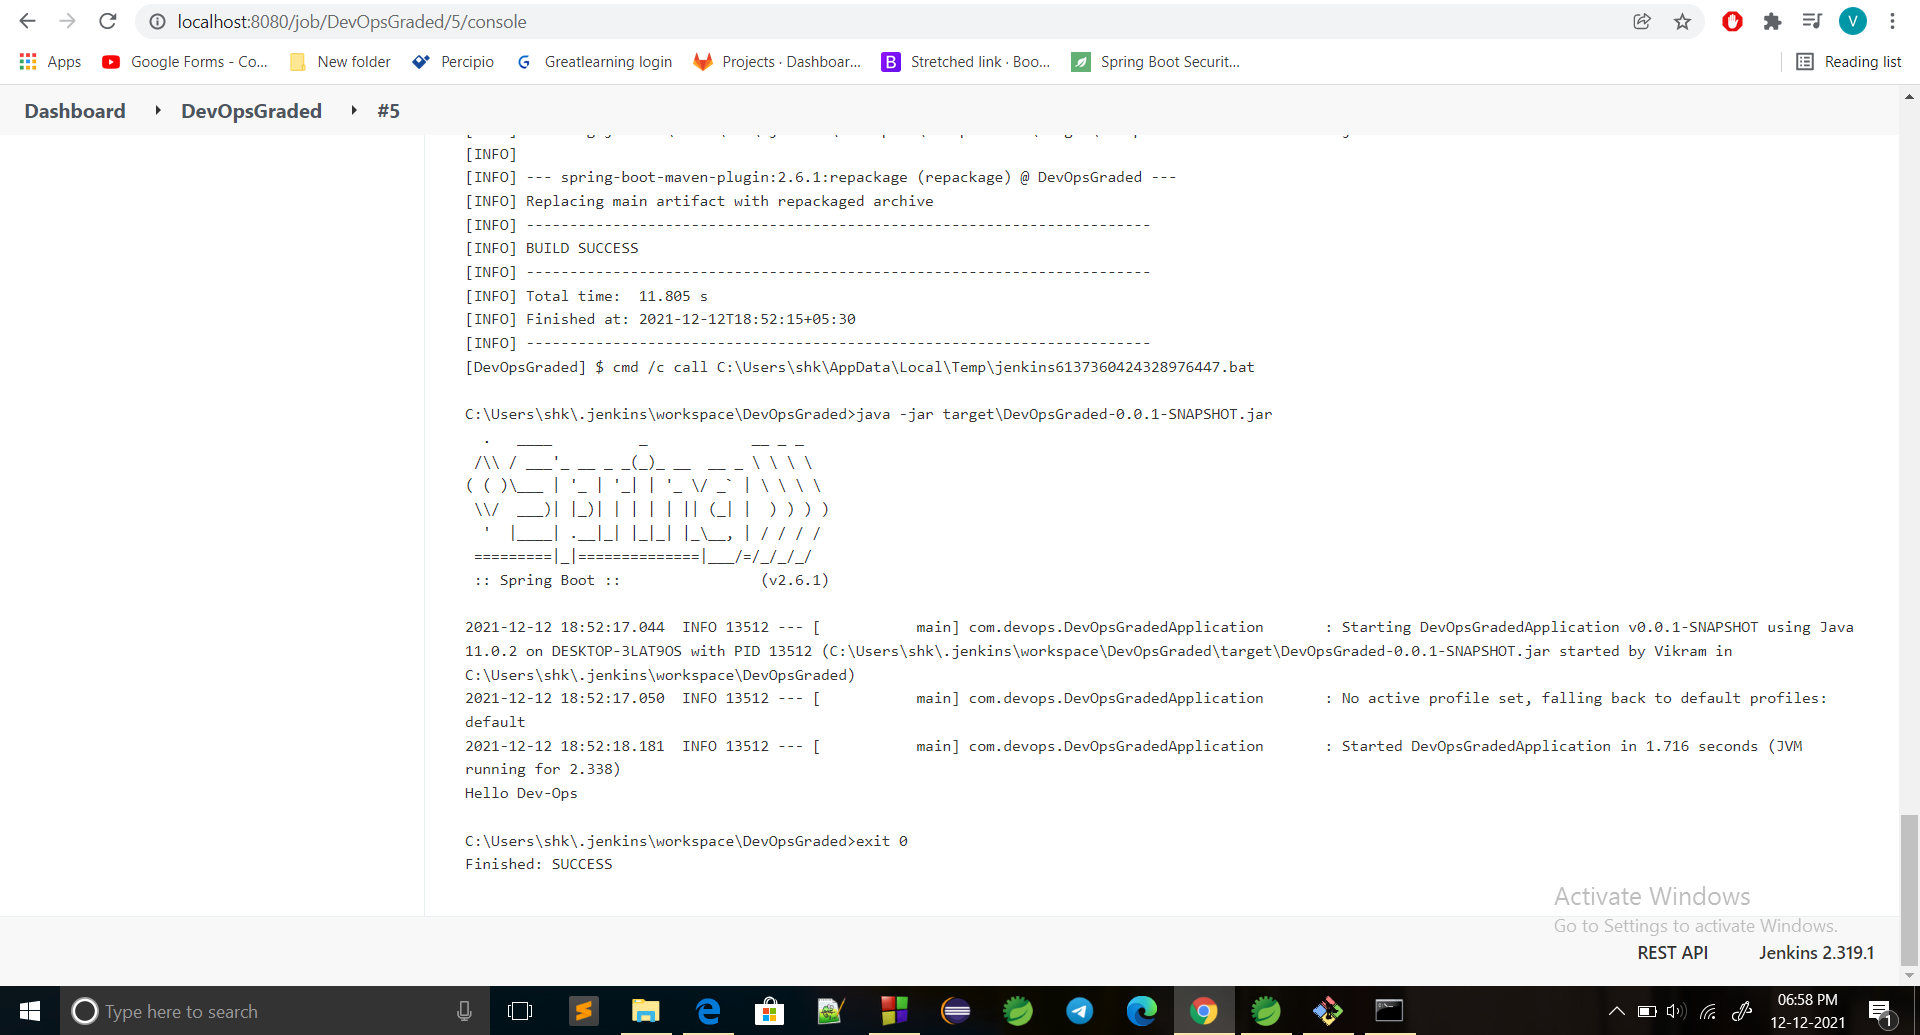 localhost:8080/job/DevOpsGraded/5/console
V
Apps
Google Forms - Co...
New folder
Percipio
Greatlearning login
Projects · Dashboar...
B
Stretched link · Boo...
Spring Boot Securit...
Reading list
Dashboard
DevOpsGraded
#5
[INFO]
[INFO] --- spring-boot-maven-plugin:2.6.1:repackage (repackage) @ DevOpsGraded ---
[INFO] Replacing main artifact with repackaged archive
[INFO] ------------------------------------------------------------------------
[INFO] BUILD SUCCESS
[INFO] ------------------------------------------------------------------------
[INFO] Total time:  11.805 s
[INFO] Finished at: 2021-12-12T18:52:15+05:30
[INFO] ------------------------------------------------------------------------
[DevOpsGraded] $ cmd /c call C:\Users\shk\AppData\Local\Temp\jenkins6137360424328976447.bat
C:\Users\shk\.jenkins\workspace\DevOpsGraded>java -jar target\DevOpsGraded-0.0.1-SNAPSHOT.jar
  .   ____          _            __ _ _
 /\\ / ___'_ __ _ _(_)_ __  __ _ \ \ \ \
( ( )\___ | '_ | '_| | '_ \/ _` | \ \ \ \
 \\/  ___)| |_)| | | | | || (_| |  ) ) ) )
  '  |____| .__|_| |_|_| |_\__, | / / / /
 =========|_|==============|___/=/_/_/_/
 :: Spring Boot ::                (v2.6.1)
2021-12-12 18:52:17.044  INFO 13512 --- [           main] com.devops.DevOpsGradedApplication       : Starting DevOpsGradedApplication v0.0.1-SNAPSHOT using Java
11.0.2 on DESKTOP-3LAT9OS with PID 13512 (C:\Users\shk\.jenkins\workspace\DevOpsGraded\target\DevOpsGraded-0.0.1-SNAPSHOT.jar started by Vikram in
C:\Users\shk\.jenkins\workspace\DevOpsGraded)
2021-12-12 18:52:17.050  INFO 13512 --- [           main] com.devops.DevOpsGradedApplication       : No active profile set, falling back to default profiles:
default
2021-12-12 18:52:18.181  INFO 13512 --- [           main] com.devops.DevOpsGradedApplication       : Started DevOpsGradedApplication in 1.716 seconds (JVM
running for 2.338)
Hello Dev-Ops
C:\Users\shk\.jenkins\workspace\DevOpsGraded>exit 0
Finished: SUCCESS
Activate Windows
Go to Settings to activate Windows.
REST API
Jenkins 2.319.1
Type here to search
06:58 PM
12-12-2021
1